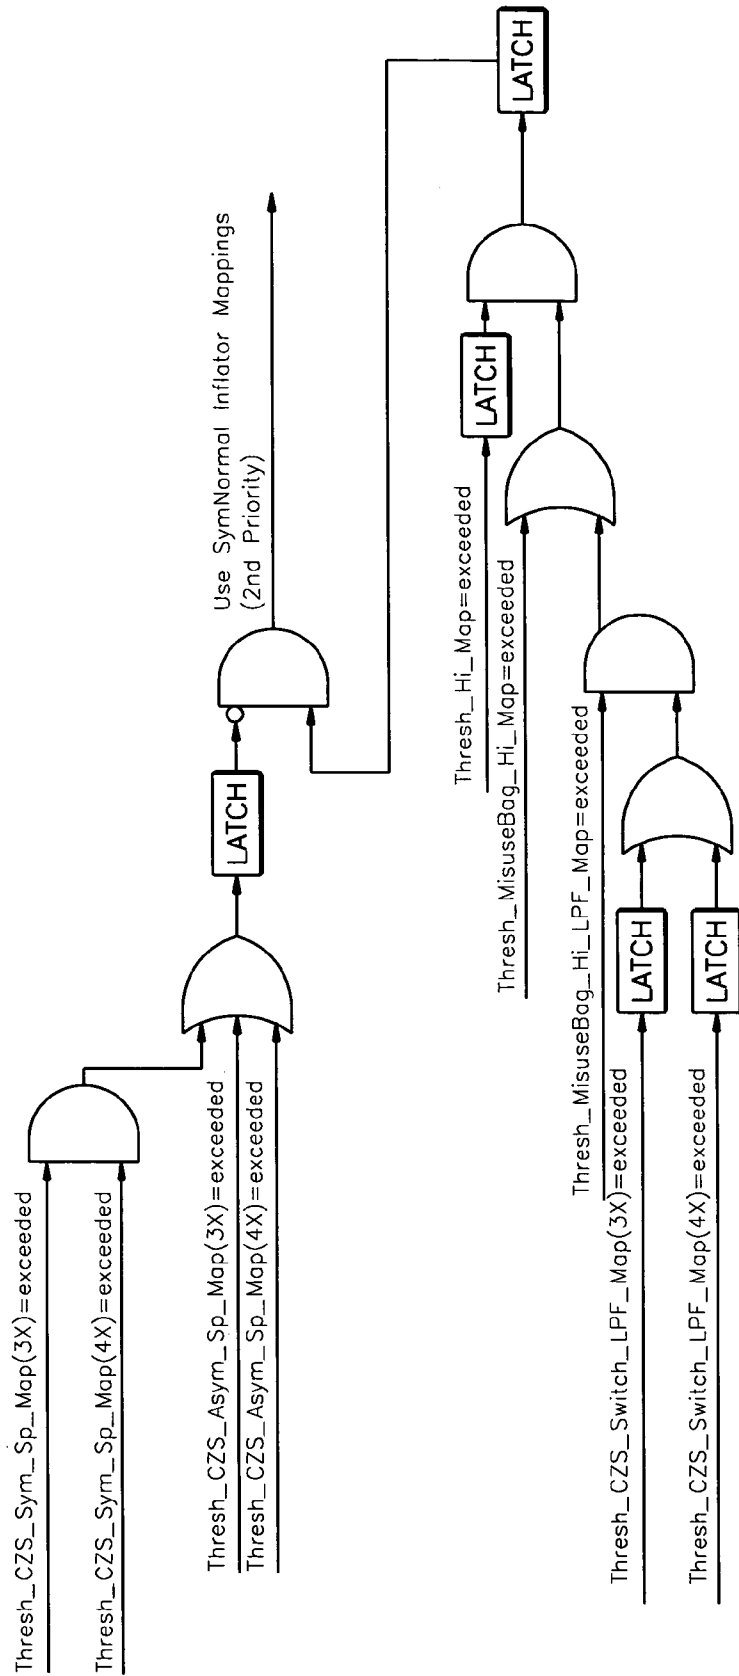 Thresh_CZS_Sym_Sp_Map(3X)=exceeded
Thresh_CZS_Sym_Sp_Map(4X)=exceeded
Thresh_CZS_Asym_Sp_Map(3X)=exceeded
Thresh_CZS_Asym_Sp_Map(4X)=exceeded
LATCH
Use SymNormal Inflator Mappings
(2nd Priority)
Thresh_Hi_Map=exceeded
LATCH
LATCH
Thresh_MisuseBag_Hi_Map=exceeded
Thresh_MisuseBag_Hi_LPF_Map=exceeded
Thresh_CZS_Switch_LPF_Map(3X)=exceeded
LATCH
Thresh_CZS_Switch_LPF_Map(4X)=exceeded
LATCH